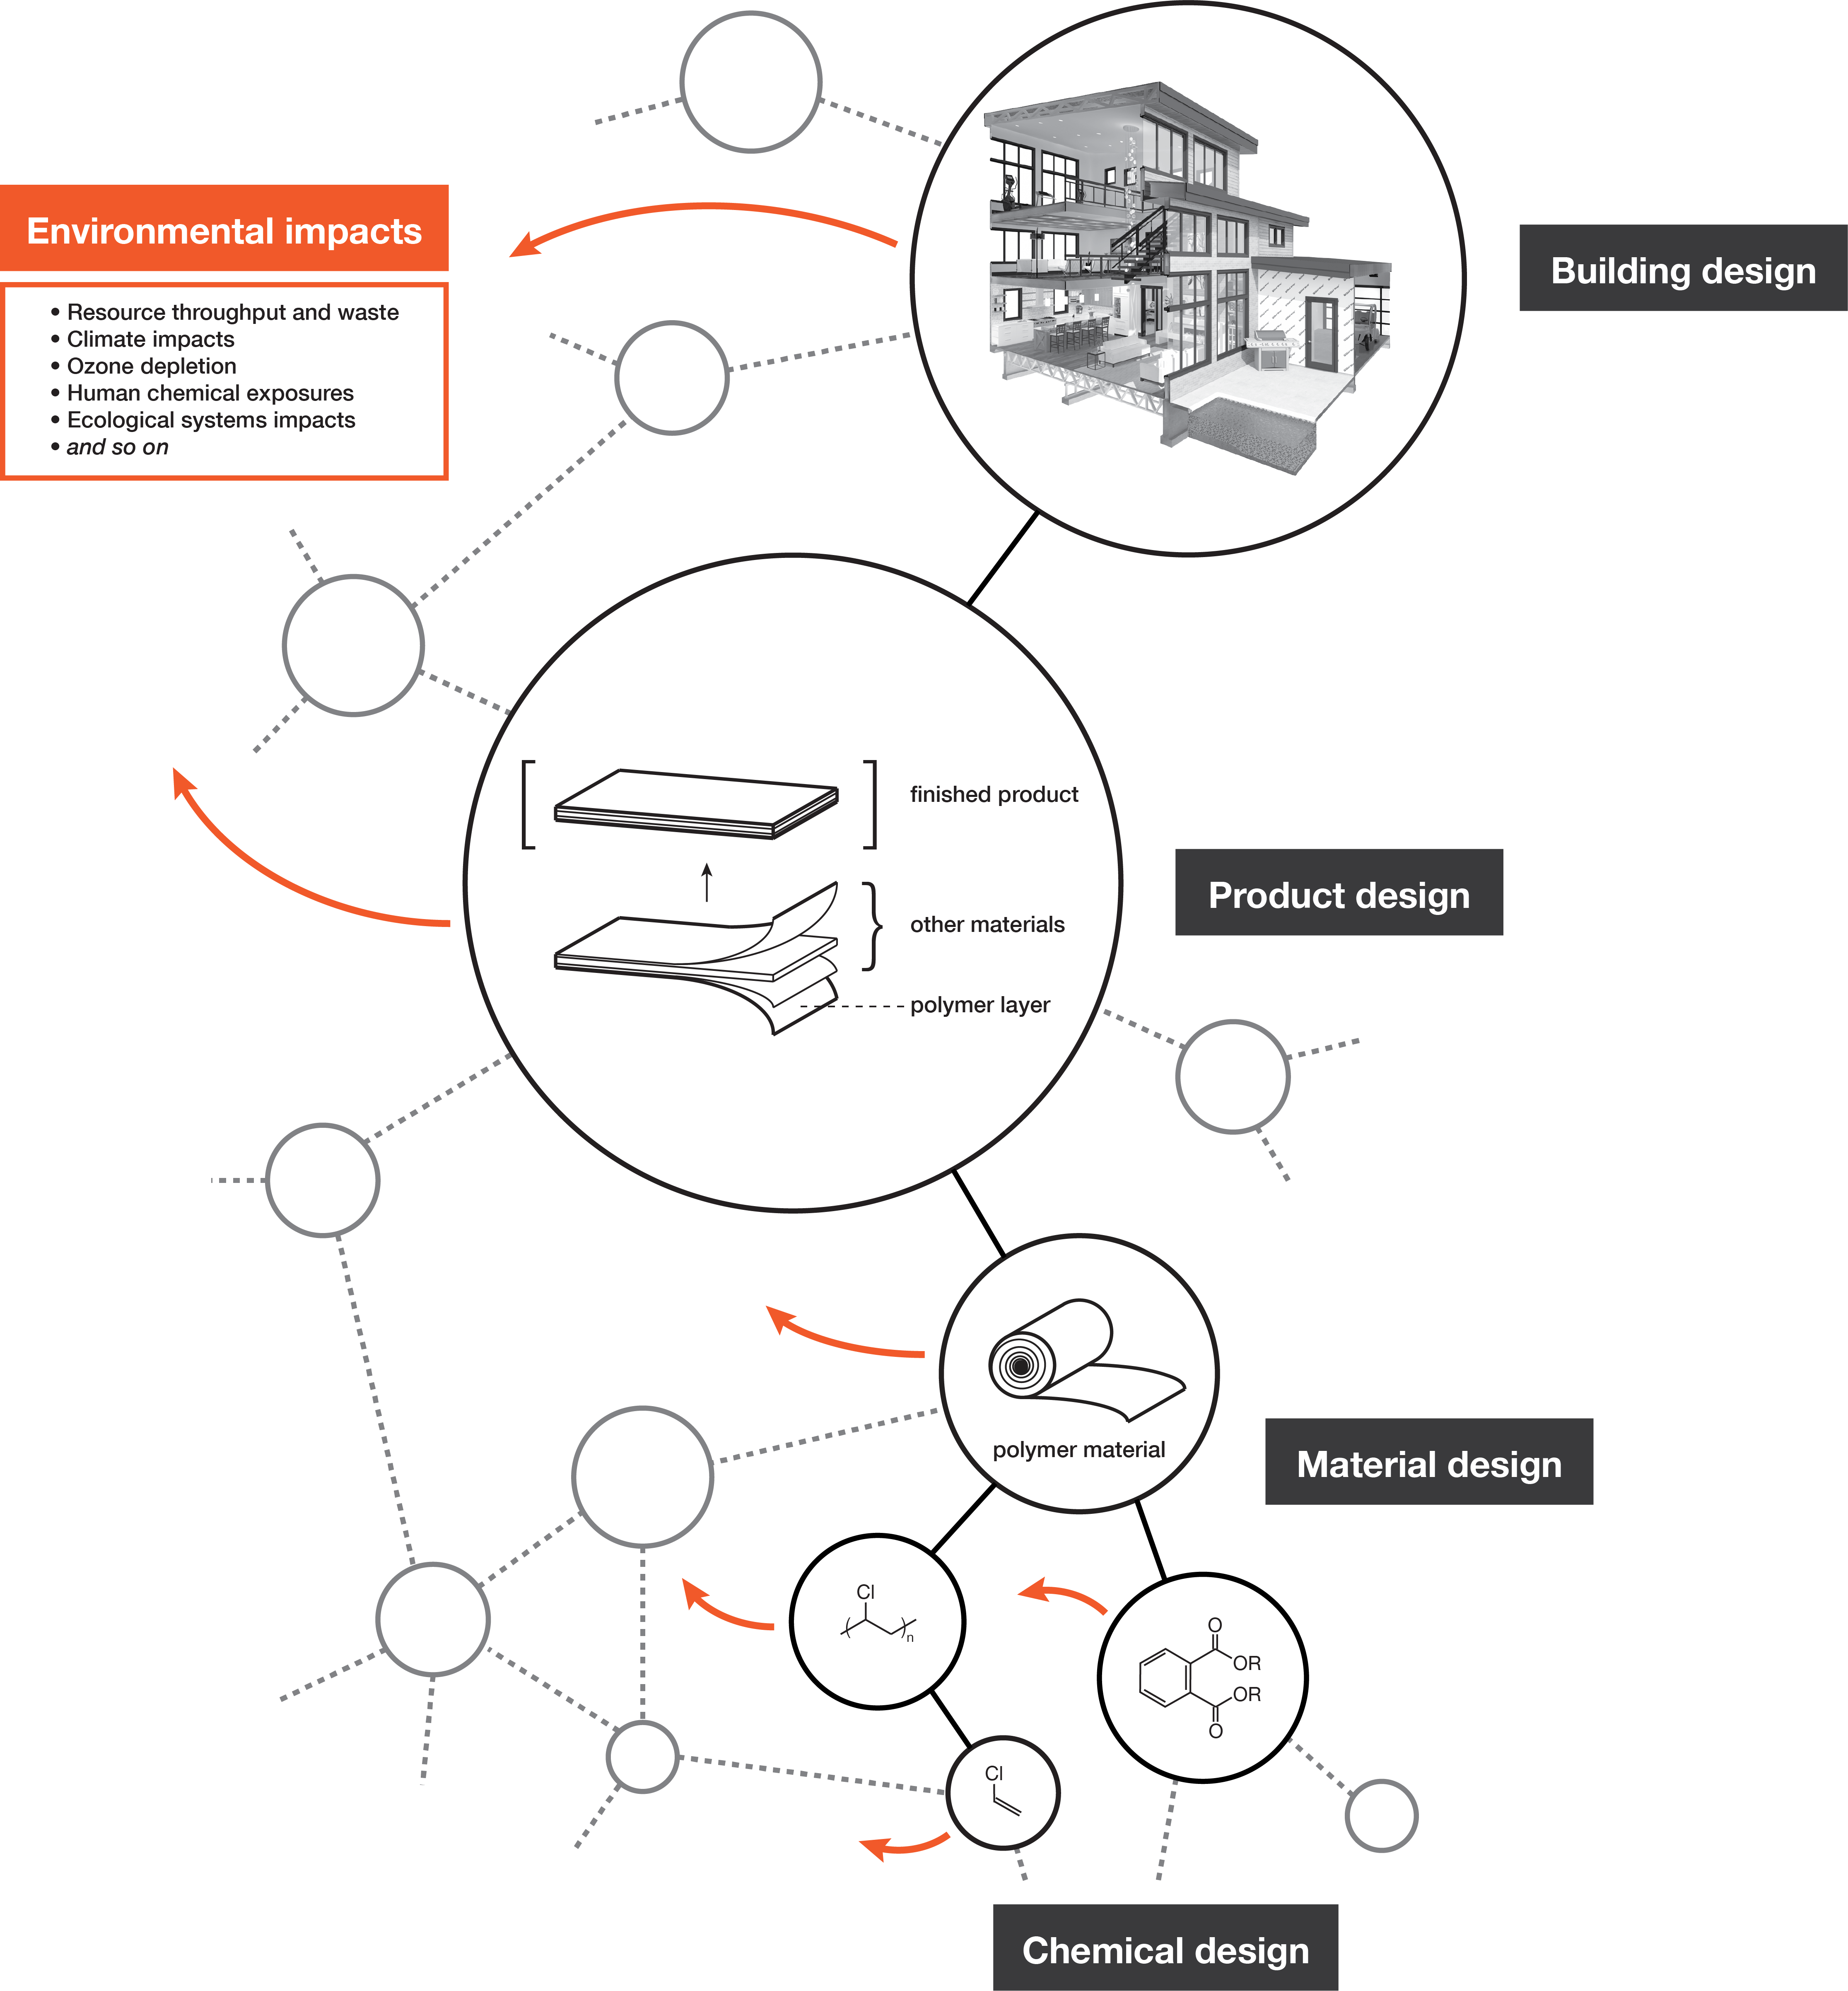 Environmental impacts
• Resource throughput and waste
• Climate impacts
• Ozone depletion
• Human chemical exposures
• Ecological systems impacts
• and so on
Building design
finished product
other materials
polymer layer
Product design
polymer material
Material design
Cl
n
O
OR
OR
O
Cl
Chemical design